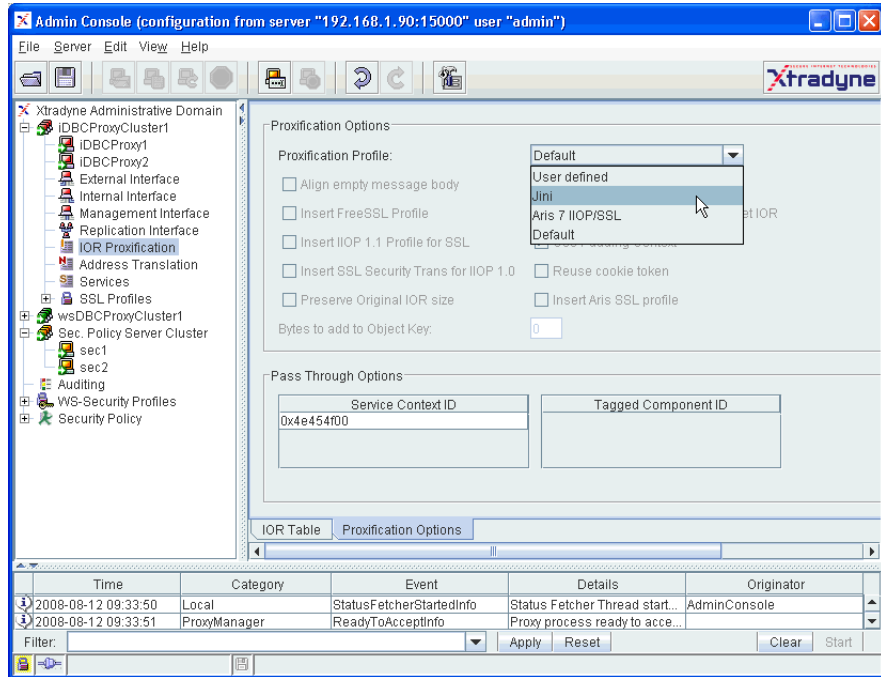 Admin Console (configuration from server "192.168.1.90:15000" user "admin")
File Server Edit View Help
SECURE INTERNET TECHNOLOGIES
Xtradyne
Xtradyne Administrative Domain
iDBCProxyCluster1
iDBCProxy1
iDBCProxy2
External Interface
Internal Interface
Management Interface
Replication Interface
IOR Proxification
Address Translation
Services
SSL Profiles
wsDBCProxyCluster1
Sec. Policy Server Cluster
sec1
sec2
Auditing
WS-Security Profiles
Security Policy
Proxification Options
Proxification Profile: Default
User defined
Jini
Aris 7 IIOP/SSL
Default
Align empty message body
Insert FreeSSL Profile et IOR
Insert IIOP 1.1 Profile for SSL
Insert SSL Security Trans for IIOP 1.0 Reuse cookie token
Preserve Original IOR size Insert Aris SSL profile
Bytes to add to Object Key: 0
Pass Through Options
Service Context ID Tagged Component ID
0x4e454f00
IOR Table Proxification Options
Time Category Event Details Originator
2008-08-12 09:33:50 Local StatusFetcherStartedInfo Status Fetcher Thread start... AdminConsole
2008-08-12 09:33:51 ProxyManager ReadyToAcceptInfo Proxy process ready to acce...
Filter: Apply Reset Clear Start